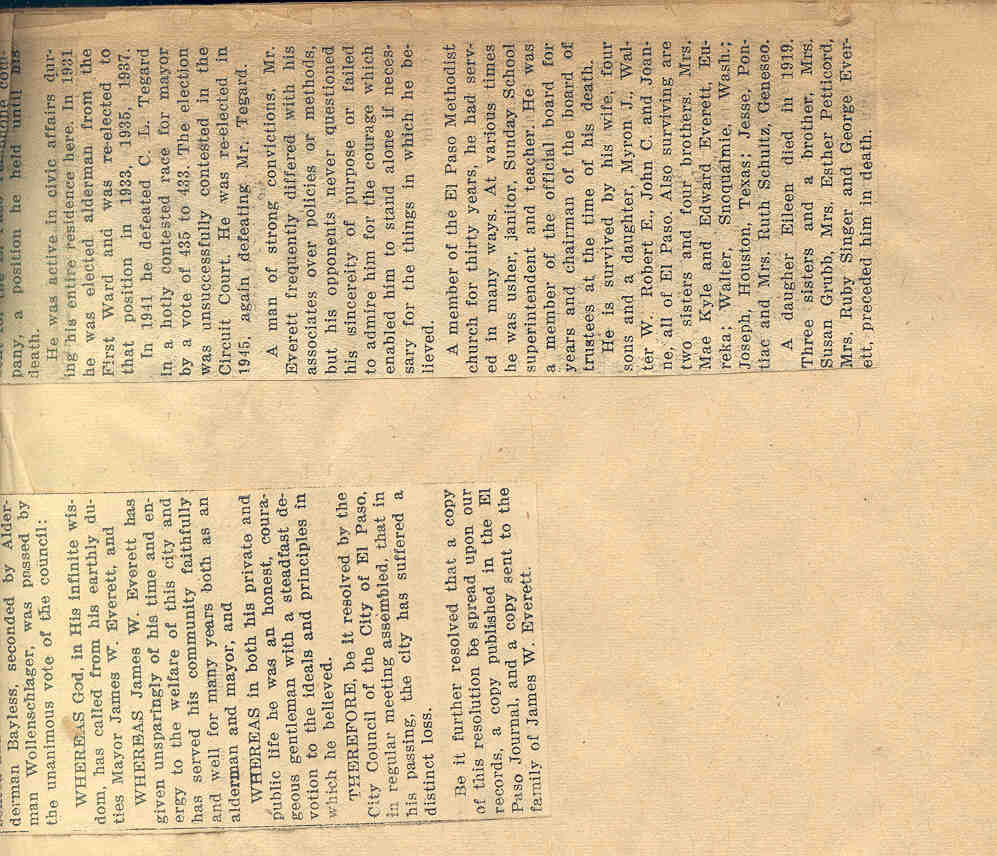 derman Bayless, seconded by Alder-
man Wollenschlager, was passed by
the unanimous vote of the council:
WHEREAS God, in His infinite wis-
dom, has called from his earthly du-
ties Mayor James W. Everett, and
WHEREAS James W. Everett has
given unsparingly of his time and en-
ergy to the welfare of this city and
has served his community faithfully
and well for many years both as an
alderman and mayor, and
WHEREAS in both his private and
public life he was an honest, coura-
geous gentleman with a steadfast de-
votion to the ideals and principles in
which he believed.
THEREFORE, be it resolved by the
City Council of the City of El Paso,
in regular meeting assembled, that in
his passing, the city has suffered a
distinct loss.
Be it further resolved that a copy
of this resolution be spread upon our
records, a copy published in the El
Paso Journal, and a copy sent to the
family of James W. Everett.
pany, a position he held until his
death.
He was active in civic affairs dur-
ing his entire residence here. In 1931
he was elected alderman from the
First Ward and was re-elected to
that position in 1933, 1935, 1937.
In 1941 he defeated C. E. Tegard
in a hotly contested race for mayor
by a vote of 435 to 433. The election
was unsuccessfully contested in the
Circuit Court. He was re-elected in
1945, again defeating Mr. Tegard.
A man of strong convictions, Mr.
Everett frequently differed with his
associates over policies or methods,
but his opponents never questioned
his sincereity of purpose or failed
to admire him for the courage which
enabled him to stand alone if neces-
sary for the things in which he be-
lieved.
A member of the El Paso Methodist
church for thirty years, he had serv-
ed in many ways. At various times
he was usher, janitor, Sunday School
superintendent and teacher. He was
a member of the official board for
years and chairman of the board of
trustees at the time of his death.
He is survived by his wife, four
sons and a daughter, Myron J., Wal-
ter W., Robert E., John C. and Joan-
ne, all of El Paso. Also surviving are
two sisters and four brothers. Mrs.
Mae Kyle and Edward Everett, Eu-
reka; Walter, Snoqualmie, Wash.;
Joseph, Houston, Texas; Jesse, Pon-
tiac and Mrs. Ruth Schultz, Geneseo.
A daughter Eileen died in 1919.
Three sisters and a brother, Mrs.
Susan Grubb, Mrs. Esther Petticord,
Mrs. Ruby Singer and George Ever-
ett, preceded him in death.